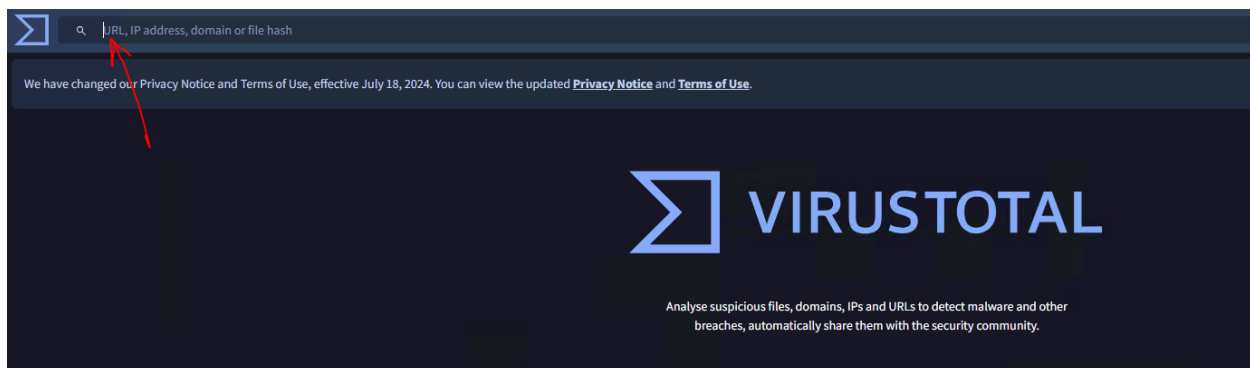 URL, IP address, domain or file hash
We have changed our Privacy Notice and Terms of Use, effective July 18, 2024. You can view the updated Privacy Notice and Terms of Use.
VIRUSTOTAL
Analyse suspicious files, domains, IPs and URLs to detect malware and other
breaches, automatically share them with the security community.